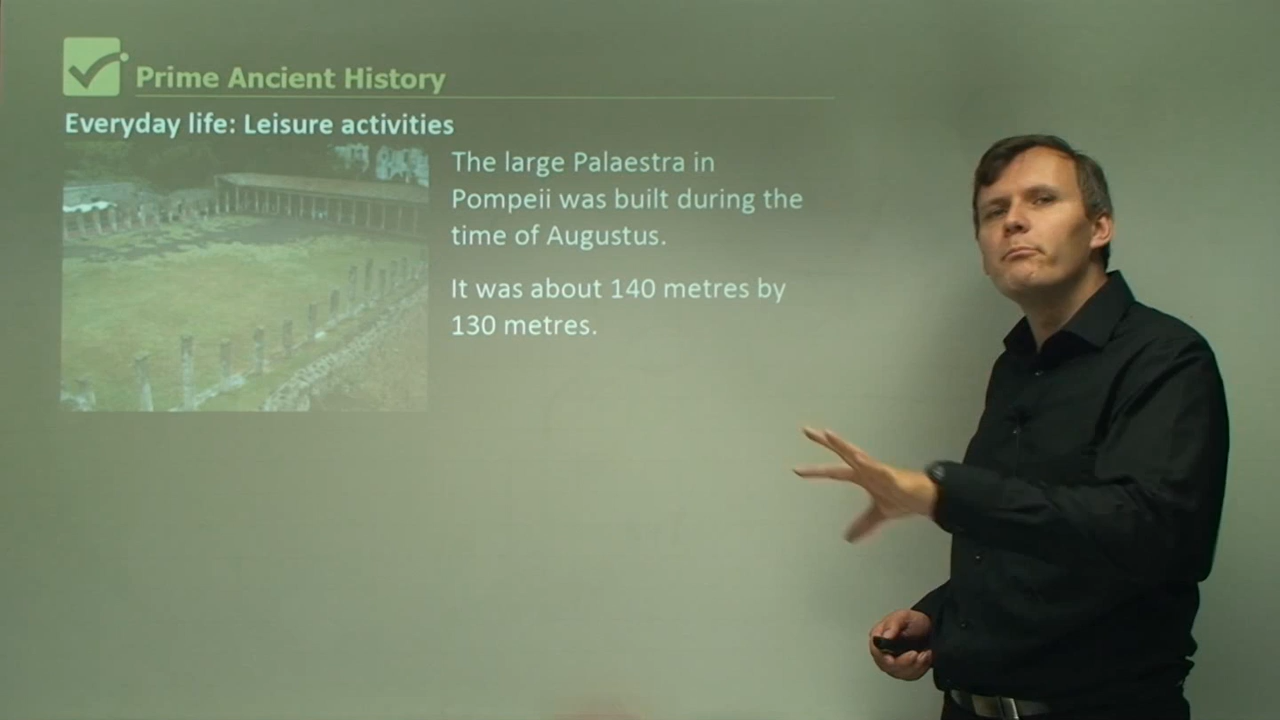 Prime Ancient History
Everyday life: Leisure activities
The large Palaestra in
Pompeii was built during the
time of Augustus.
It was about 140 metres by
130 metres.